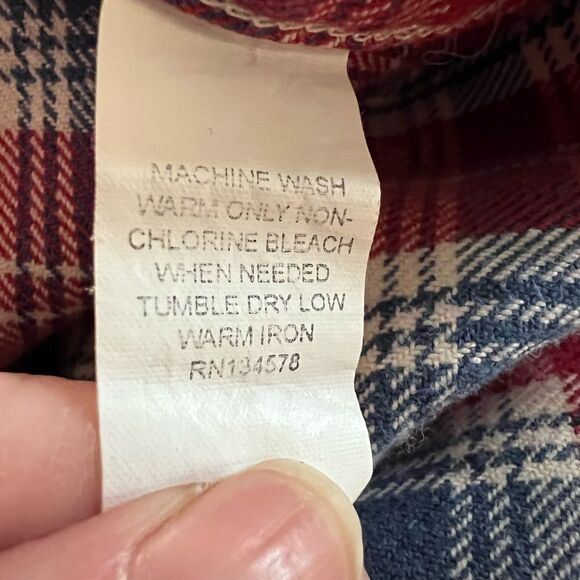 MACHINE WASH
WARM ONLY NON-
CHLORINE BLEACH
WHEN NEEDED
TUMBLE DRY LOW
WARM IRON
RN134578